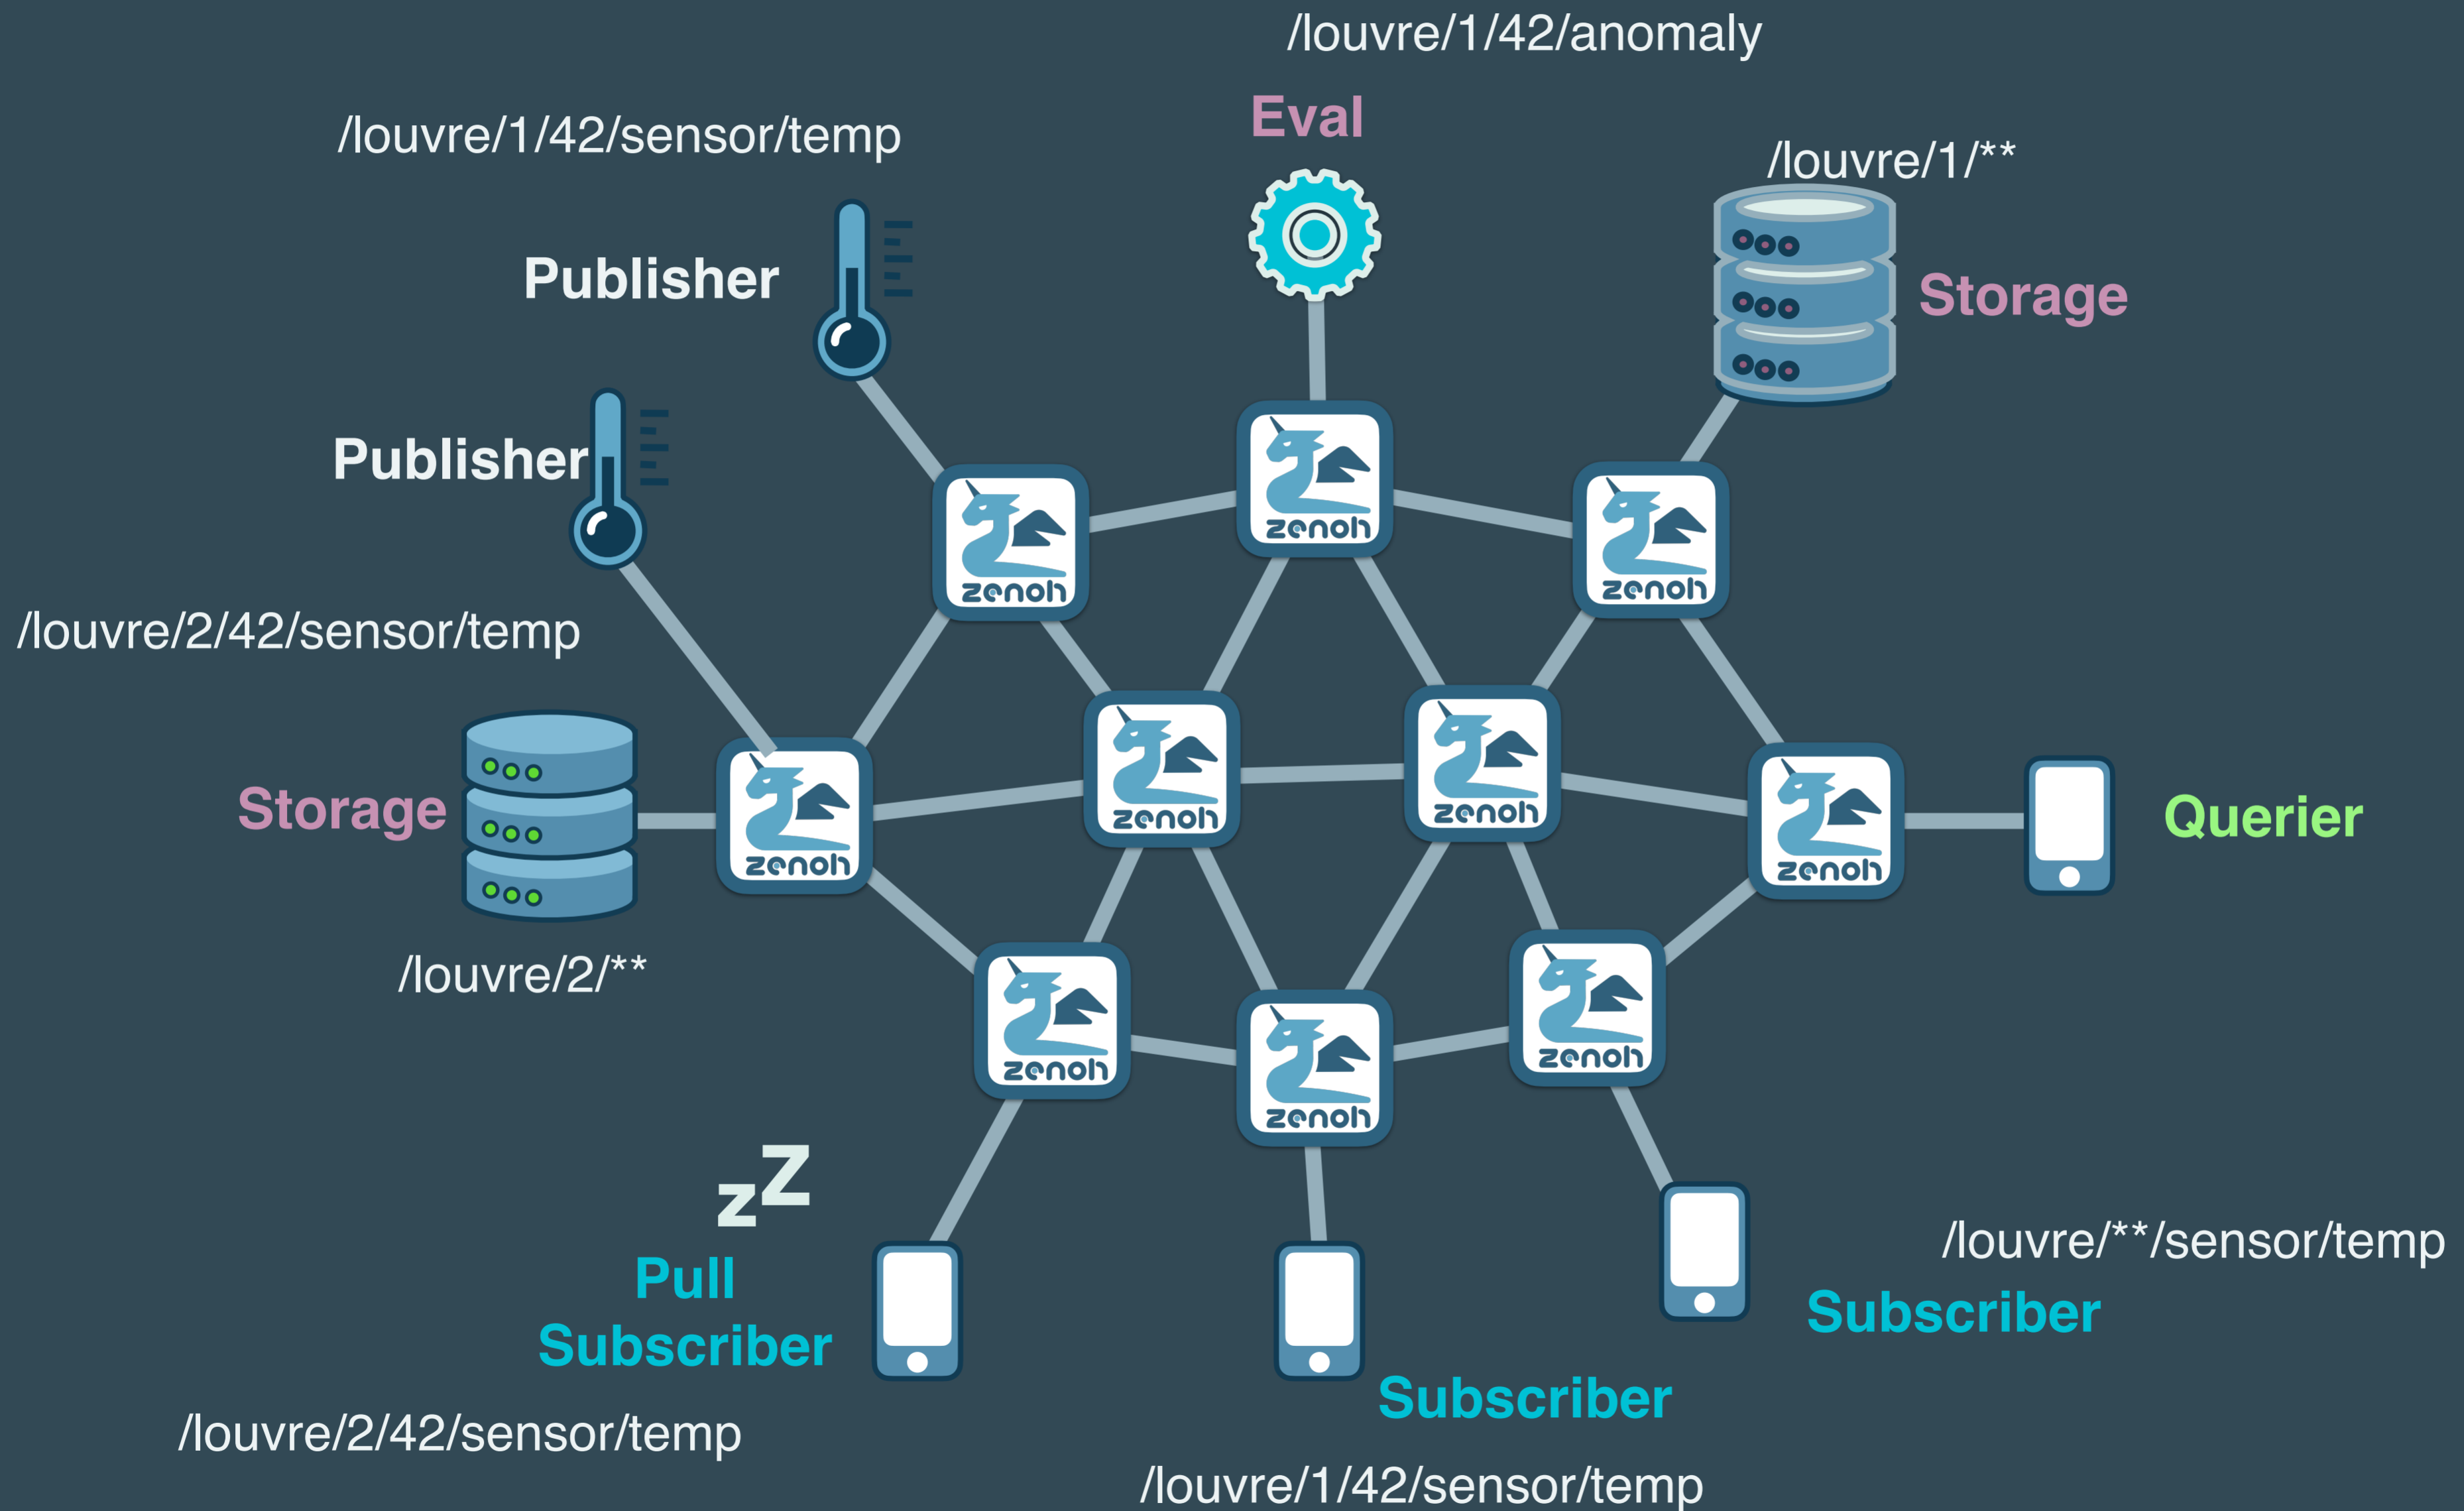 /louvre/1/42/anomaly
Eval
/louvre/1/42/sensor/temp
/louvre/1/**
Publisher
Storage
Publisher
zenoh
zenoh
zenoh
/louvre/2/42/sensor/temp
zenoh
zenoh
Storage
zenoh
zenoh
Querier
/louvre/2/**
zenoh
zenoh
zenoh
zZ
Pull
Subscriber
/louvre/**/sensor/temp
Subscriber
Subscriber
/louvre/2/42/sensor/temp
/louvre/1/42/sensor/temp